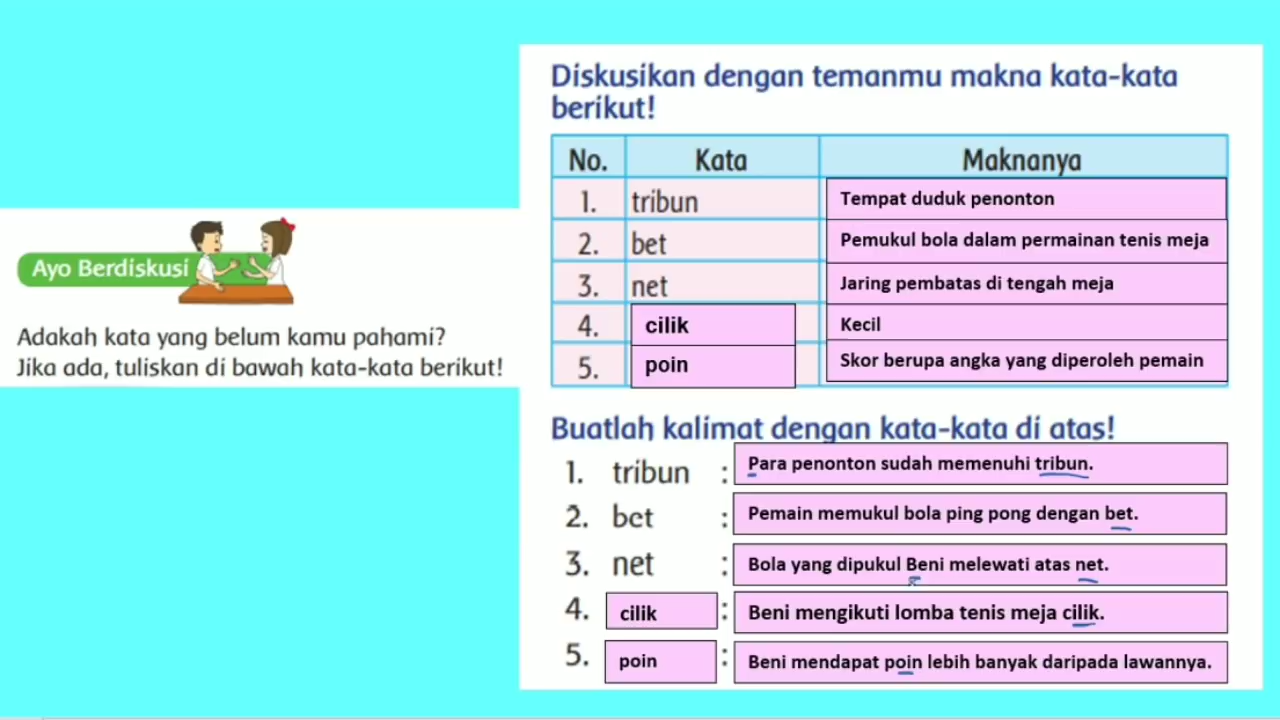 Ayo Berdiskusi
Adakah kata yang belum kamu pahami?
Jika ada, tuliskan di bawah kata-kata berikut!
Diskusikan dengan temanmu makna kata-kata
berikut!
No. Kata Maknanya
1. tribun Tempat duduk penonton
2. bet Pemukul bola dalam permainan tenis meja
3. net Jaring pembatas di tengah meja
4. cilik Kecil
5. poin Skor berupa angka yang diperoleh pemain
Buatlah kalimat dengan kata-kata di atas!
1. tribun : Para penonton sudah memenuhi tribun.
2. bet : Pemain memukul bola ping pong dengan bet.
3. net : Bola yang dipukul Beni melewati atas net.
4. cilik : Beni mengikuti lomba tenis meja cilik.
5. poin : Beni mendapat poin lebih banyak daripada lawannya.